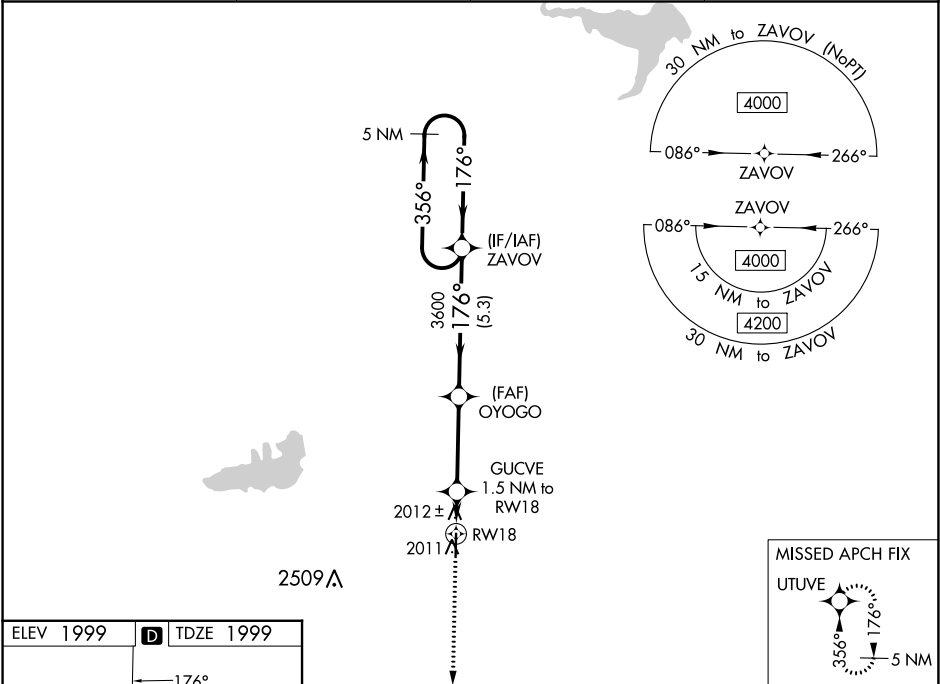 30 NM to ZAVOV (NoPT)
4000
086°
266°
ZAVOV
5 NM
356°
176°
(IF/IAF)
ZAVOV
ZAVOV
086°
266°
4000
15 NM to ZAVOV
4200
30 NM to ZAVOV
3600
176°
(5.3)
(FAF)
OYOGO
GUCVE
1.5 NM to
RW18
2012 ±
RW18
2011
2509
MISSED APCH FIX
UTUVE
356°
176°
5 NM
ELEV 1999 D TDZE 1999
176°